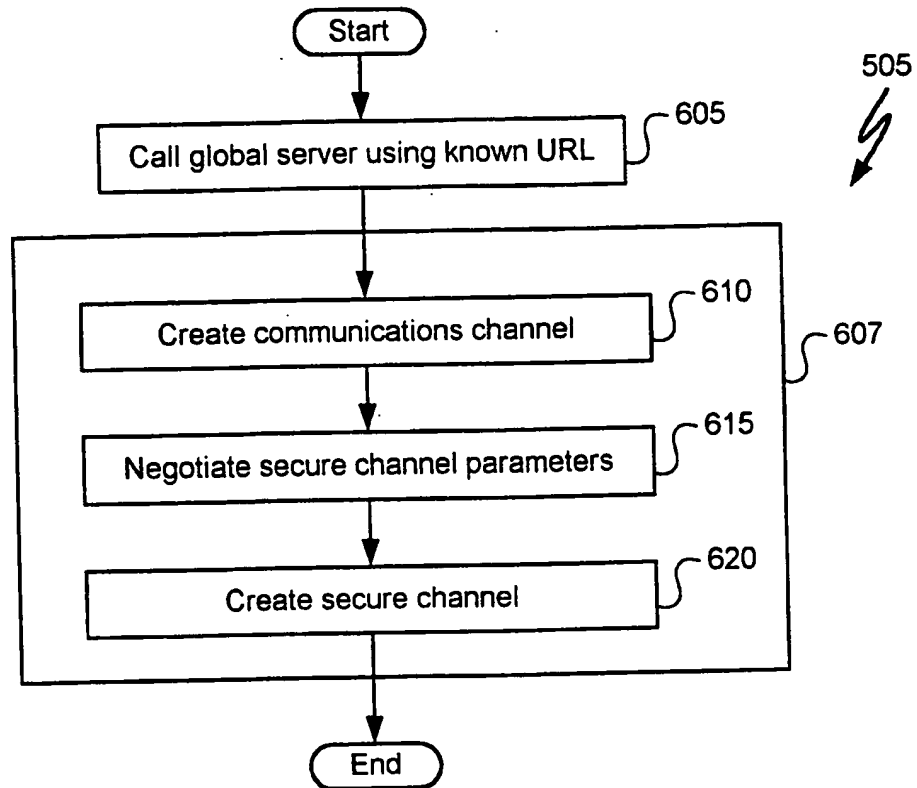 Start
505
Call global server using known URL
605
Create communications channel
610
607
Negotiate secure channel parameters
615
Create secure channel
620
End